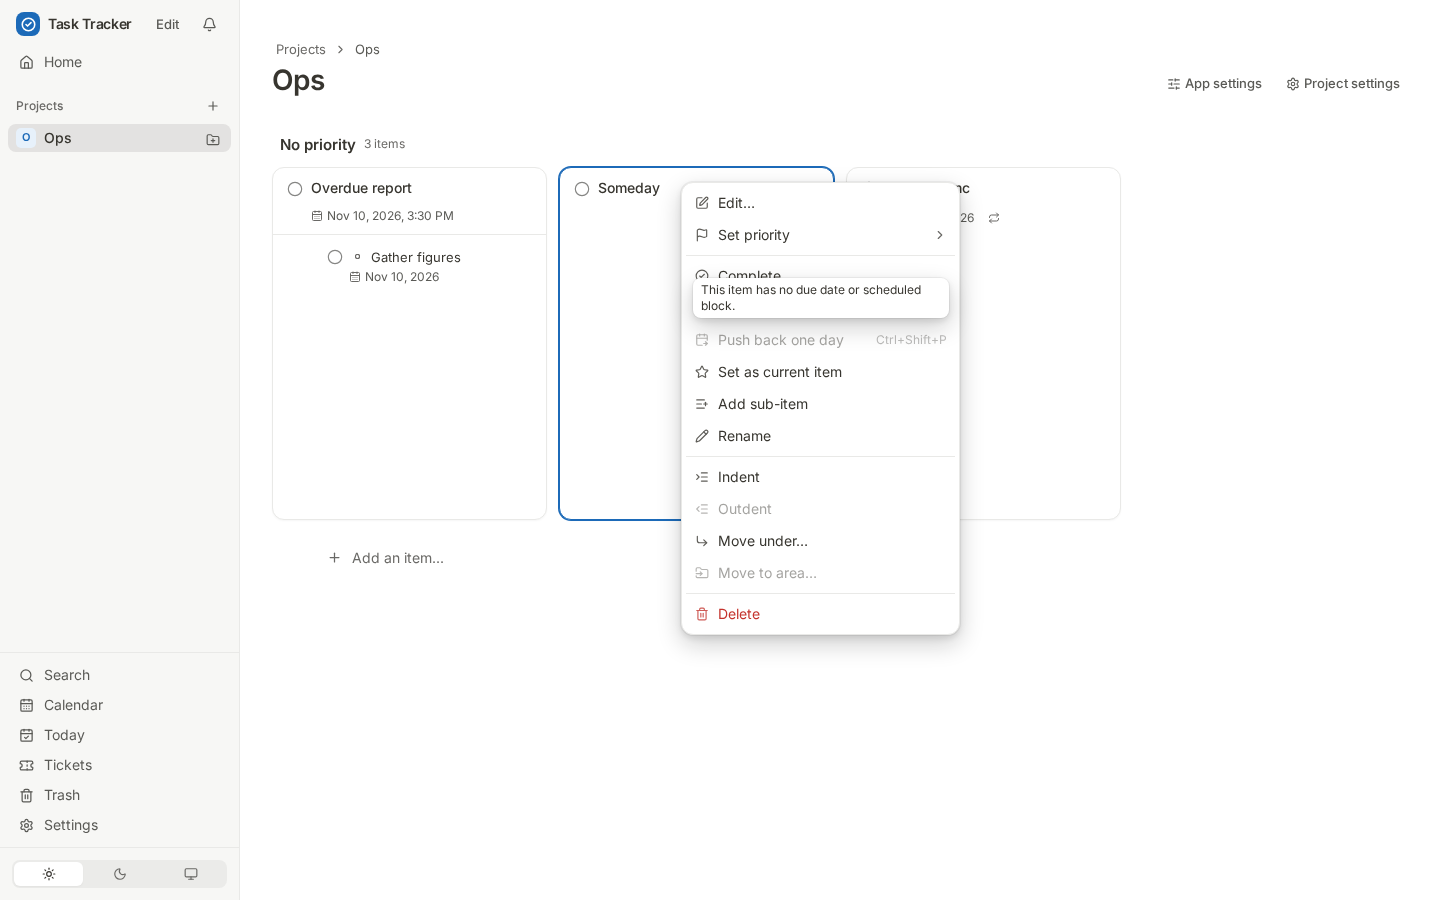 Task Tracker
Edit
Home
Projects
O
Ops
Search
Calendar
Today
Tickets
Trash
Settings
Projects
Ops
Ops
App settings
Project settings
No priority
3 items
Overdue report
Nov 10, 2026, 3:30 PM
Gather figures
Nov 10, 2026
Add an item...
Someday
nc
26
Edit...
Set priority
Complete
This item has no due date or scheduled
block.
Push back one day
Ctrl+Shift+P
Set as current item
Add sub-item
Rename
Indent
Outdent
Move under...
Move to area...
Delete